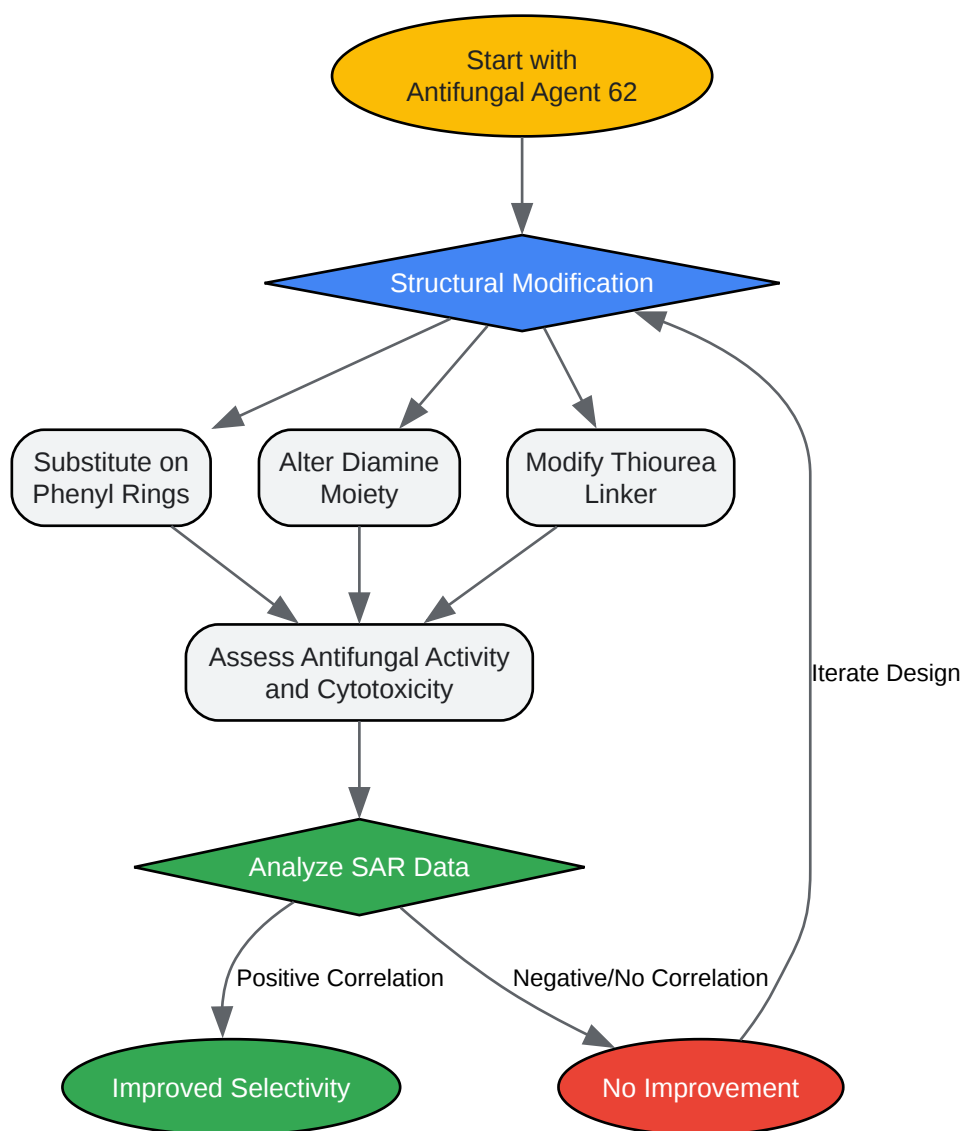 Start with
Antifungal Agent 62
Structural Modification
Substitute on
Phenyl Rings
Alter Diamine
Moiety
Modify Thiourea
Linker
Assess Antifungal Activity
and Cytotoxicity
Iterate Design
Analyze SAR Data
Positive Correlation
Negative/No Correlation
Improved Selectivity
No Improvement